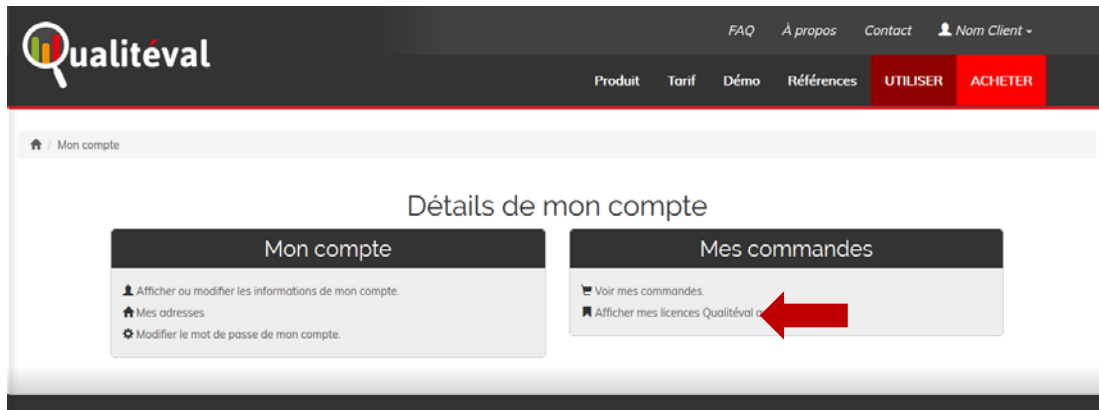 FAQ À propos Contact Nom Client
Qualitéval
Produit Tarif Démo Références UTILISER ACHETER
/ Mon compte
Détails de mon compte
Mon compte
Afficher ou modifier les informations de mon compte.
Mes adresses
Modifier le mot de passe de mon compte.
Mes commandes
Voir mes commandes.
Afficher mes licences Qualitéval